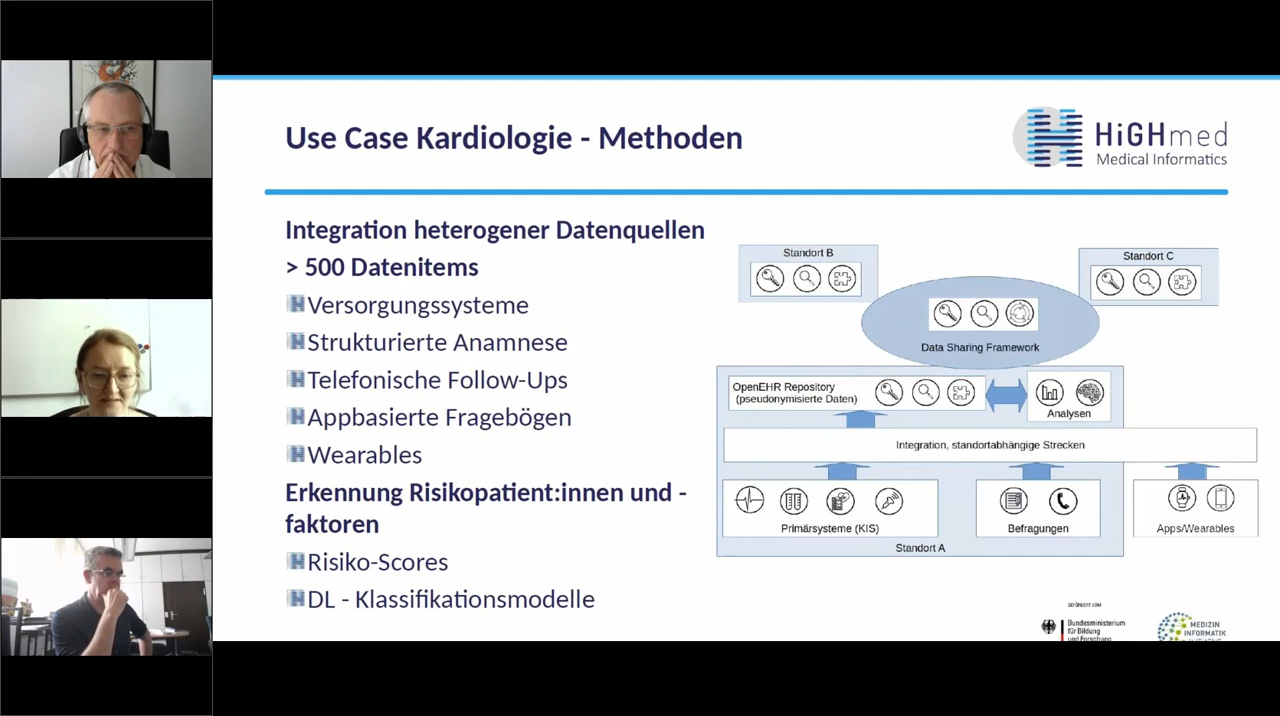 Use Case Kardiologie - Methoden
HiGHmed
Medical Informatics
Integration heterogener Datenquellen
> 500 Datenitems
Versorgungssysteme
Strukturierte Anamnese
Telefonische Follow-Ups
Appbasierte Fragebögen
Wearables
Erkennung Risikopatient:innen und -
faktoren
Risiko-Scores
DL - Klassifikationsmodelle
Standort B
Standort C
Data Sharing Framework
OpenEHR Repository
(pseudonymisierte Daten)
Analysen
Integration, standortabhängige Strecken
Primärsysteme (KIS)
Befragungen
Apps/Wearables
Standort A
GEFÖRDERT VOM
Bundesministerium
für Bildung
und Forschung
MEDIZIN
INFORMATIK